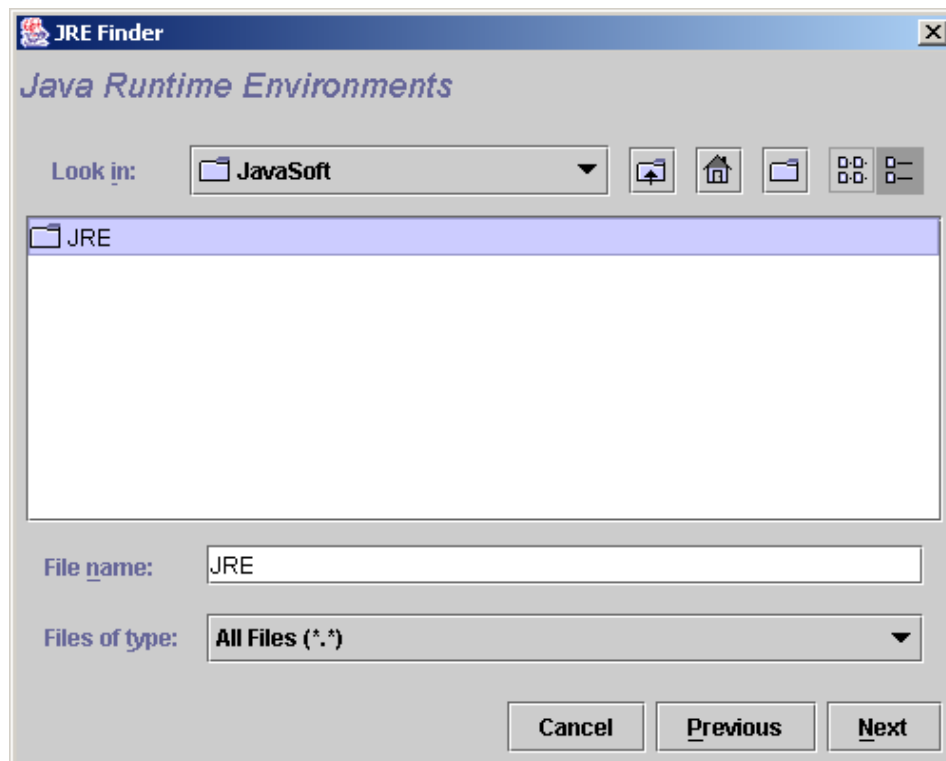 JRE Finder
Java Runtime Environments
Look in: JavaSoft
JRE
File name: JRE
Files of type: All Files (*.*)
Cancel Previous Next